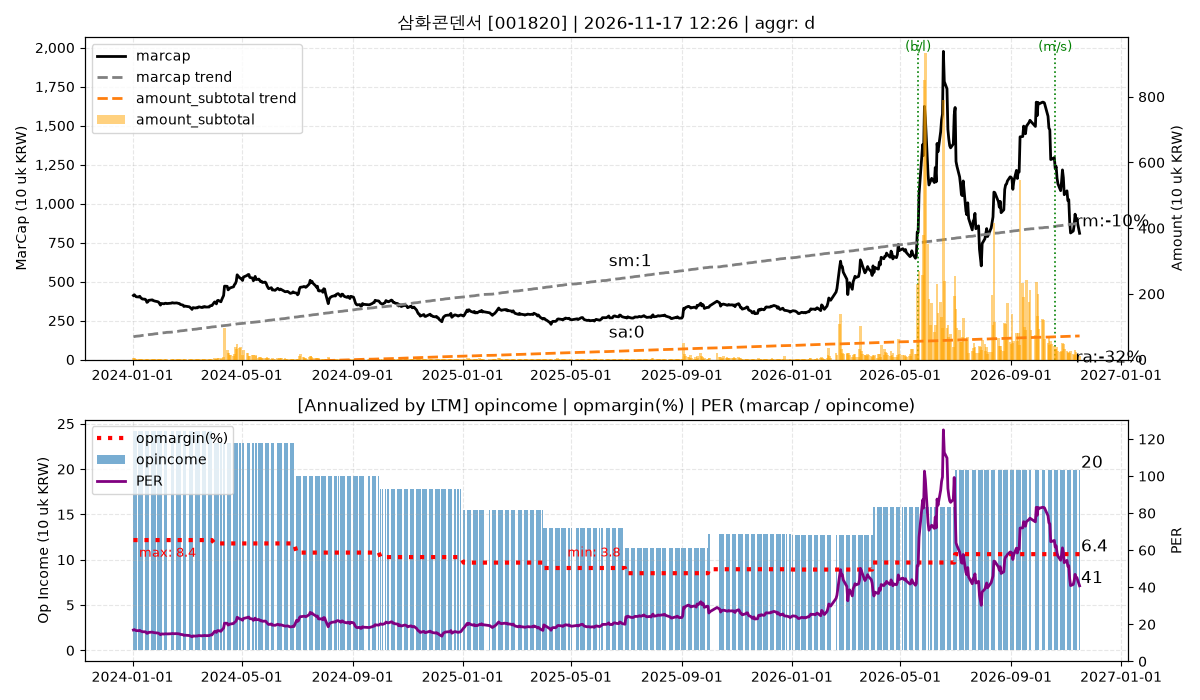 삼화콘덴서 [001820] | 2026-11-17 12:26 | aggr: d
(b/l)
(m/s)
marcap
marcap trend
amount_subtotal trend
amount_subtotal
MarCap (10 uk KRW)
2,000
1,750
1,500
1,250
1,000
750
500
250
0
Amount (10 uk KRW)
800
600
400
200
0
sm:1
sa:0
rm:-10%
ra:-32%
2024-01-01 2024-05-01 2024-09-01 2025-01-01 2025-05-01 2025-09-01 2026-01-01 2026-05-01 2026-09-01 2027-01-01
[Annualized by LTM] opincome | opmargin(%) | PER (marcap / opincome)
opmargin(%)
opincome
PER
Op Income (10 uk KRW)
25
20
15
10
5
0
PER
120
100
80
60
40
20
0
max: 8.4
min: 3.8
20
6.4
41
2024-01-01 2024-05-01 2024-09-01 2025-01-01 2025-05-01 2025-09-01 2026-01-01 2026-05-01 2026-09-01 2027-01-01